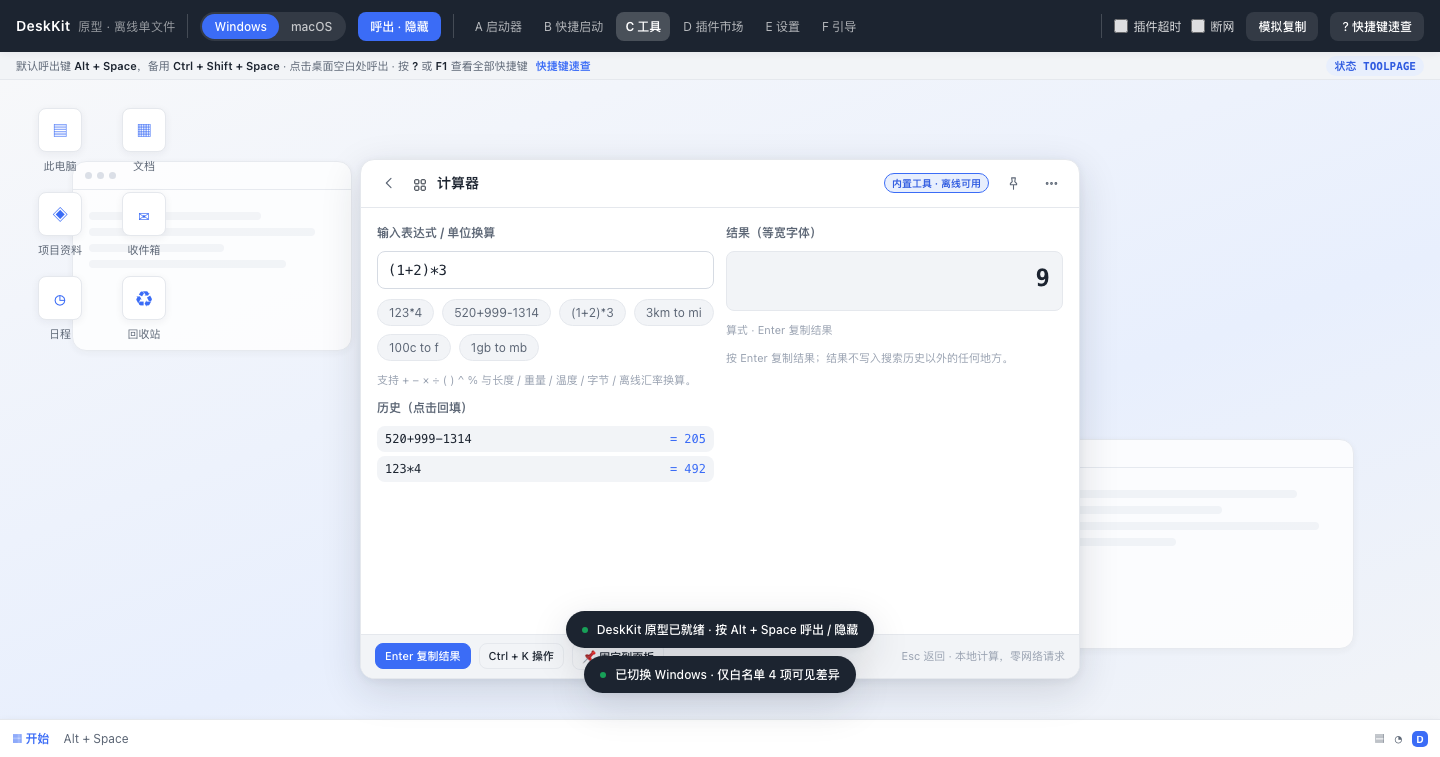 DeskKit 原型 · 离线单文件 Windows macOS 呼出 · 隐藏 A 启动器 B 快捷启动 C 工具 D 插件市场 E 设置 F 引导 插件超时 断网 模拟复制 ? 快捷键速查
默认呼出键 Alt + Space，备用 Ctrl + Shift + Space · 点击桌面空白处呼出 · 按 ? 或 F1 查看全部快捷键 快捷键速查 状态 TOOLPAGE
此电脑 文档
项目资料 收件箱
日程 回收站
计算器 内置工具 · 离线可用
输入表达式 / 单位换算
(1+2)*3
123*4 520+999-1314 (1+2)*3 3km to mi
100c to f 1gb to mb
支持 + − × ÷ ( ) ^ % 与长度 / 重量 / 温度 / 字节 / 离线汇率换算。
历史（点击回填）
520+999−1314 = 205
123*4 = 492
结果（等宽字体）
9
算式 · Enter 复制结果
按 Enter 复制结果；结果不写入搜索历史以外的任何地方。
DeskKit 原型已就绪 · 按 Alt + Space 呼出 / 隐藏
Enter 复制结果 Ctrl + K 操作 Esc 返回 · 本地计算，零网络请求
已切换 Windows · 仅白名单 4 项可见差异
开始 Alt + Space D